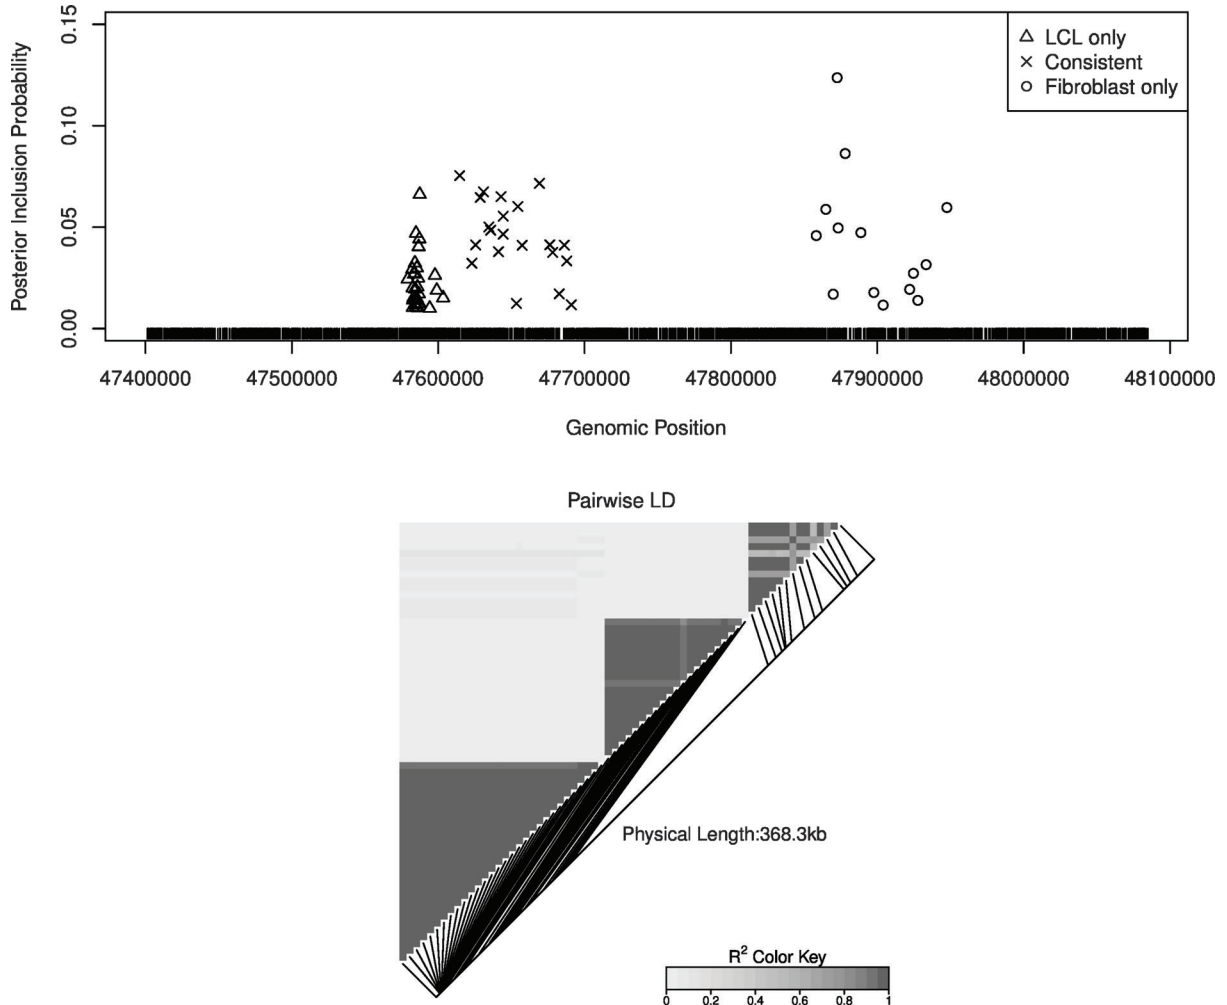 Posterior Inclusion Probability
0.15
0.10
0.05
0.00
LCL only
Consistent
Fibroblast only
47400000 47500000 47600000 47700000 47800000 47900000 48000000 48100000
Genomic Position
Pairwise LD
Physical Length:368.3kb
R² Color Key
0 0.2 0.4 0.6 0.8 1